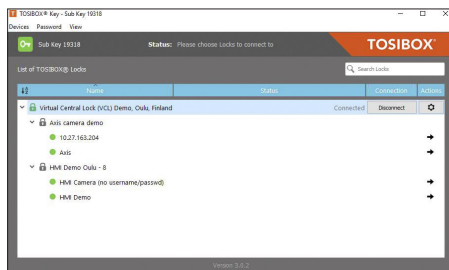 TOSIBOX® Key - Sub Key 19318
Devices Password View
Sub Key 19318 Status: Please choose Locks to connect to TOSIBOX®
List of TOSIBOX® Locks Search Locks
Name Status Connection Actions
Virtual Central Lock (VCL) Demo, Oulu, Finland Connected Disconnect
Axis camera demo
10.27.163.204
Axis
HMI Demo Oulu - 8
HMI Camera (no username/passwd)
HMI Demo
Version 3.0.2